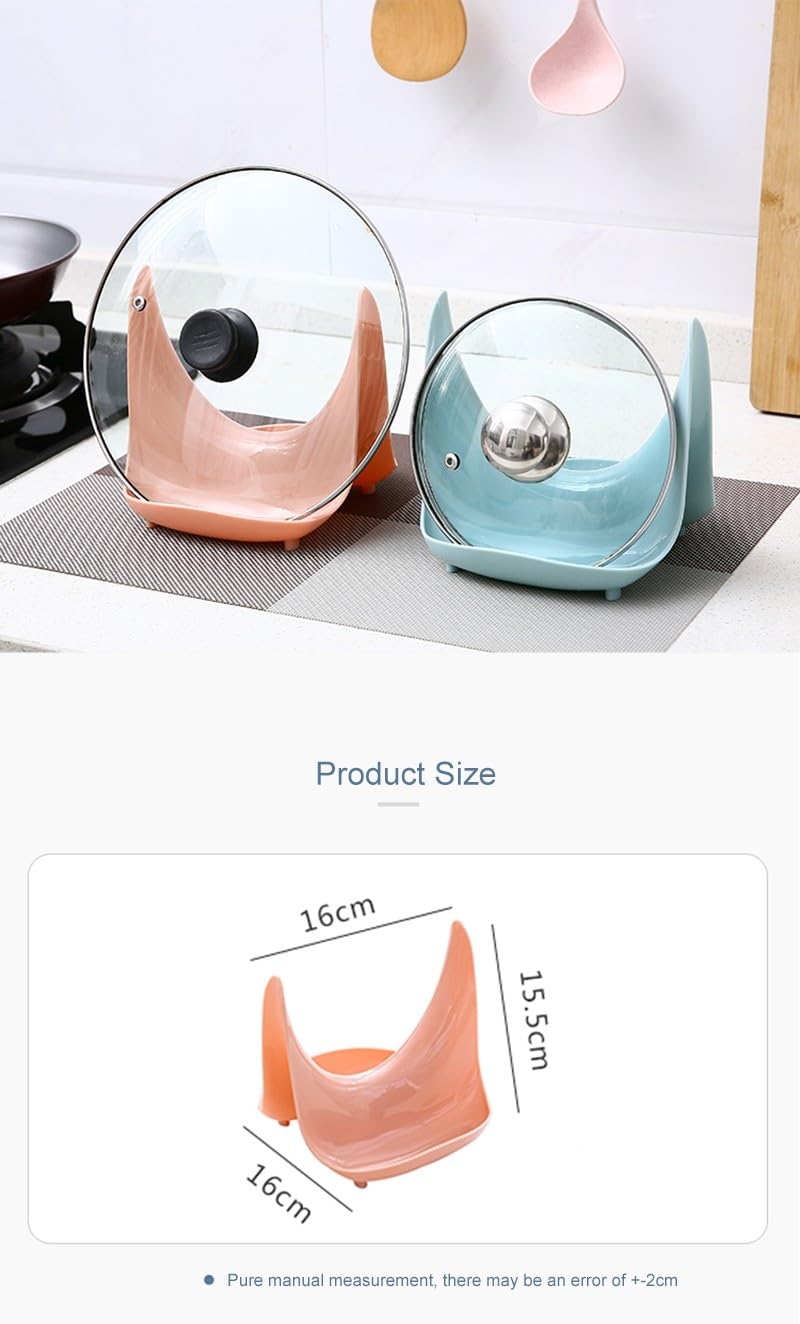 Product Size
16cm
15.5cm
16cm
Pure manual measurement, there may be an error of +-2cm